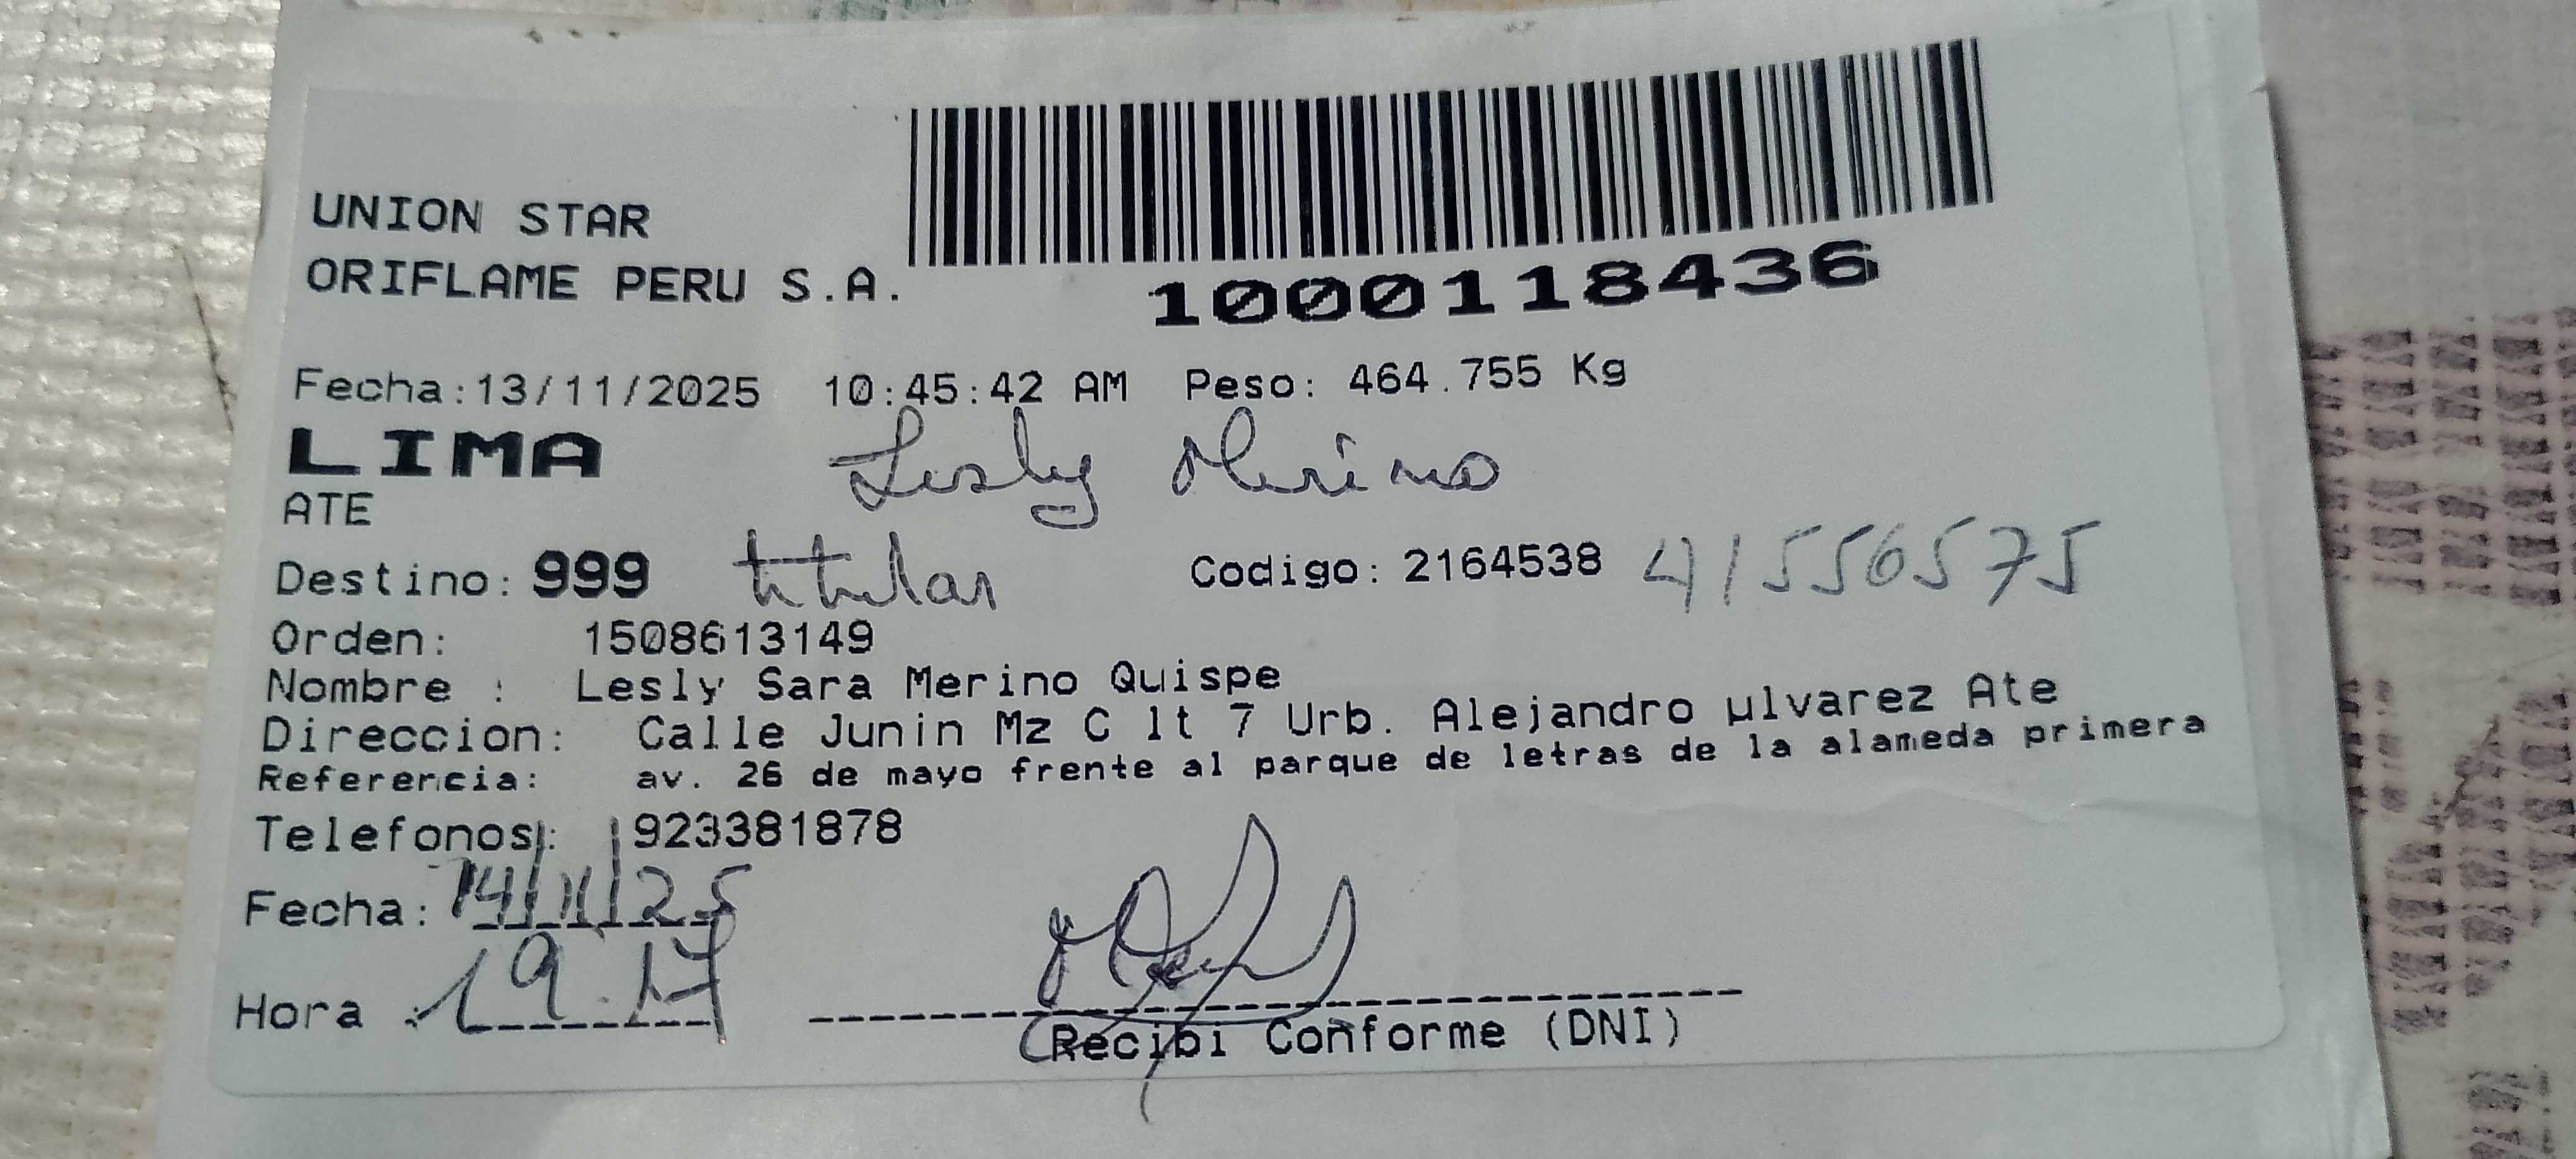 UNION STAR
ORIFLAME PERU S.A.
1000118436
Fecha:13/11/2025 10:45:42 AM Peso: 464.755 Kg
LIMA Lesly Merino
ATE
Destino: 999 titular Codigo: 2164538 41556575
Orden: 1508613149
Nombre : Lesly Sara Merino Quispe
Direccion: Calle Junin Mz C lt 7 Urb. Alejandro µlvarez Ate
Referencia: av. 26 de mayo frente al parque de letras de la alameda primera
Telefonos: 923381878
Fecha: 14/11/25
Hora : 19:17
Recibi Conforme (DNI)